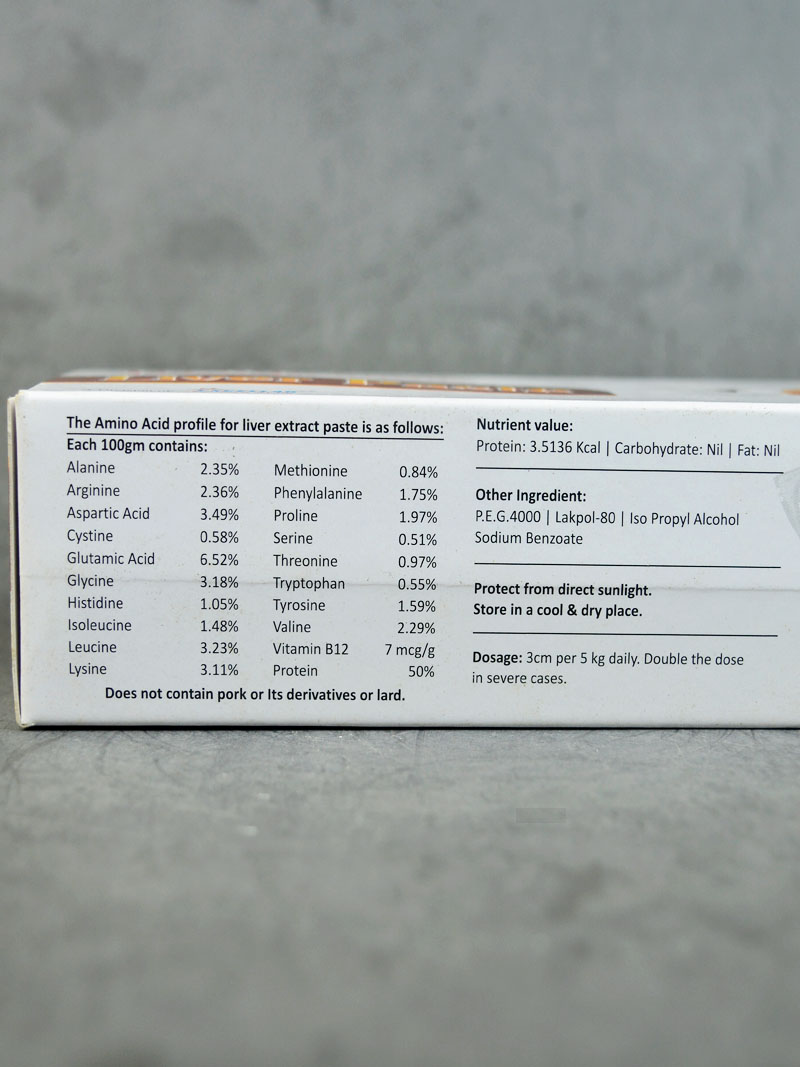 The Amino Acid profile for liver extract paste is as follows:
Each 100gm contains:
Alanine 2.35%
Arginine 2.36%
Aspartic Acid 3.49%
Cystine 0.58%
Glutamic Acid 6.52%
Glycine 3.18%
Histidine 1.05%
Isoleucine 1.48%
Leucine 3.23%
Lysine 3.11%
Methionine 0.84%
Phenylalanine 1.75%
Proline 1.97%
Serine 0.51%
Threonine 0.97%
Tryptophan 0.55%
Tyrosine 1.59%
Valine 2.29%
Vitamin B12 7 mcg/g
Protein 50%
Does not contain pork or Its derivatives or lard.
Nutrient value:
Protein: 3.5136 Kcal | Carbohydrate: Nil | Fat: Nil
Other Ingredient:
P.E.G.4000 | Lakpol-80 | Iso Propyl Alcohol
Sodium Benzoate
Protect from direct sunlight.
Store in a cool & dry place.
Dosage: 3cm per 5 kg daily. Double the dose
in severe cases.